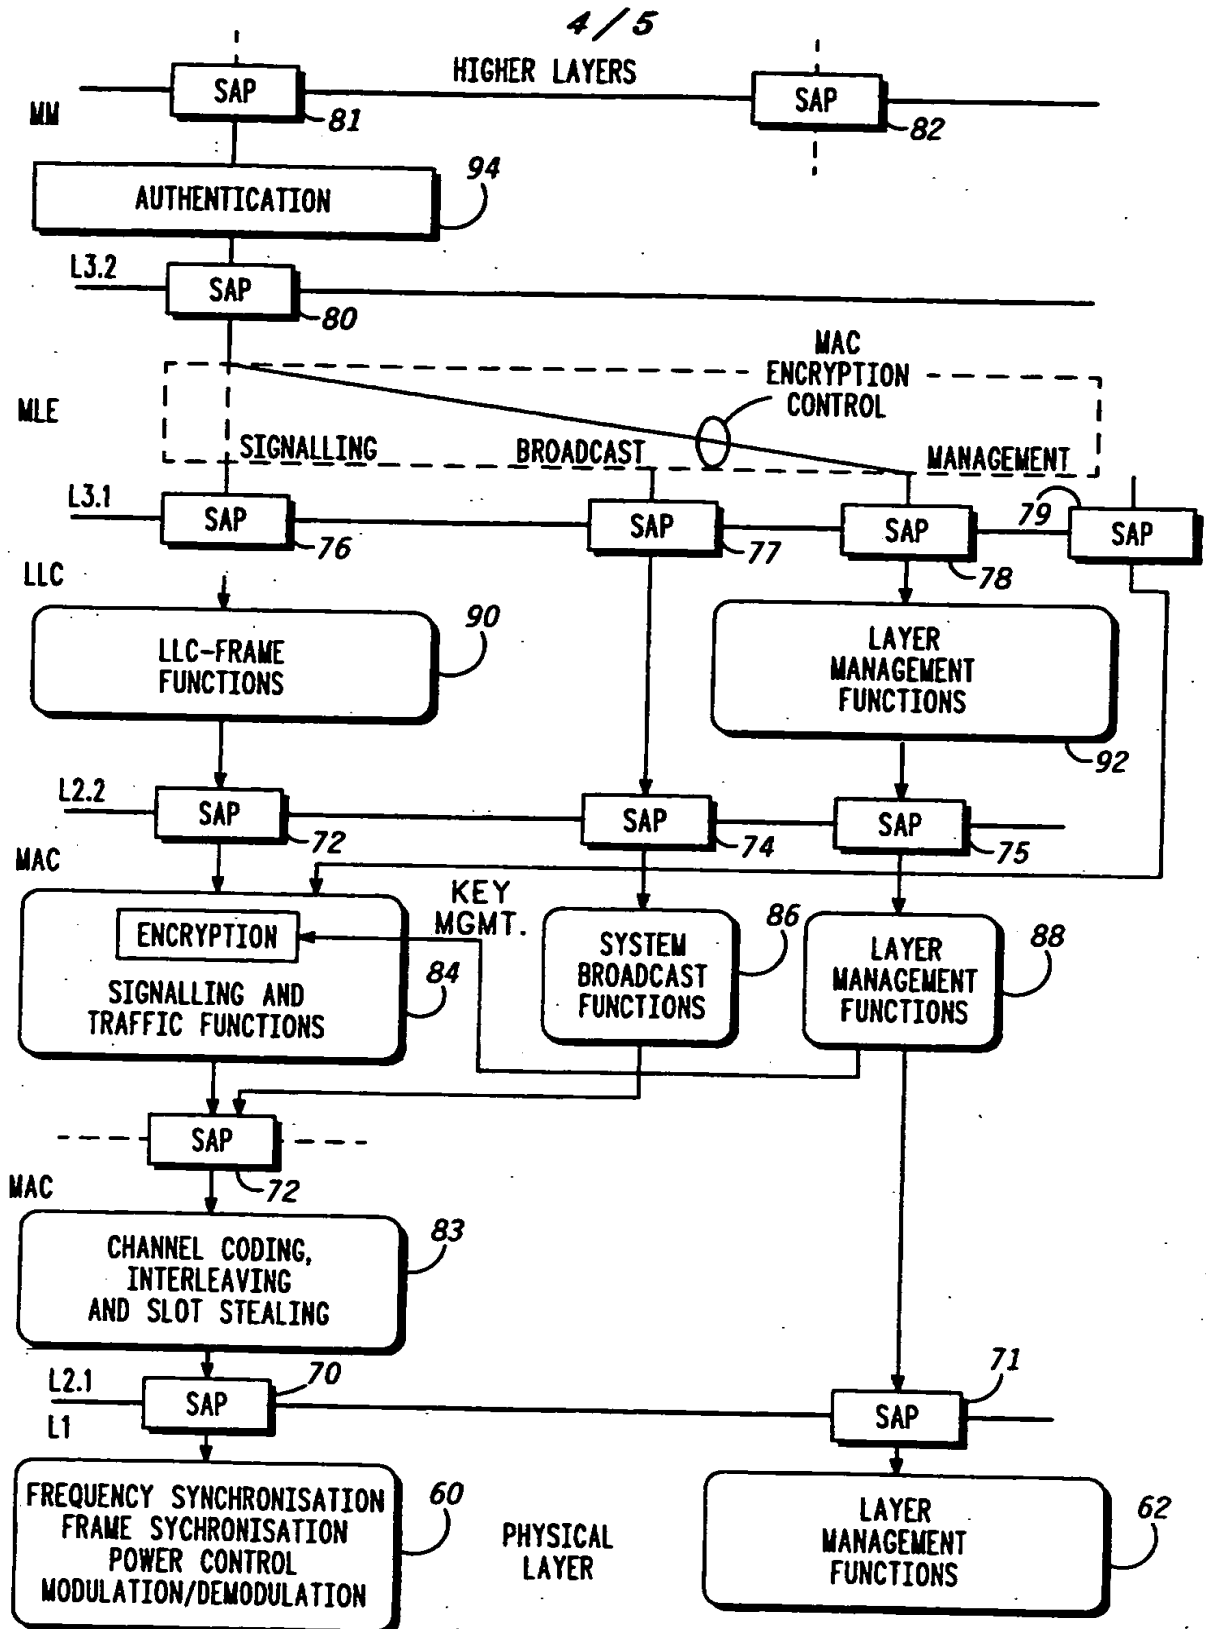 4/5
HIGHER LAYERS
SAP
SAP
81
82
MM
94
AUTHENTICATION
L3.2
SAP
80
MAC
ENCRYPTION
CONTROL
MLE
SIGNALLING
BROADCAST
MANAGEMENT
L3.1
SAP
SAP
SAP
79
SAP
76
77
78
LLC
90
LLC-FRAME
FUNCTIONS
LAYER
MANAGEMENT
FUNCTIONS
92
L2.2
SAP
SAP
SAP
72
74
75
MAC
KEY
MGMT.
ENCRYPTION
SIGNALLING AND
TRAFFIC FUNCTIONS
84
SYSTEM
BROADCAST
FUNCTIONS
86
LAYER
MANAGEMENT
FUNCTIONS
88
SAP
72
MAC
CHANNEL CODING,
INTERLEAVING
AND SLOT STEALING
83
L2.1
SAP
70
71
SAP
L1
FREQUENCY SYNCHRONISATION
FRAME SYCHRONISATION
POWER CONTROL
MODULATION/DEMODULATION
60
PHYSICAL
LAYER
LAYER
MANAGEMENT
FUNCTIONS
62